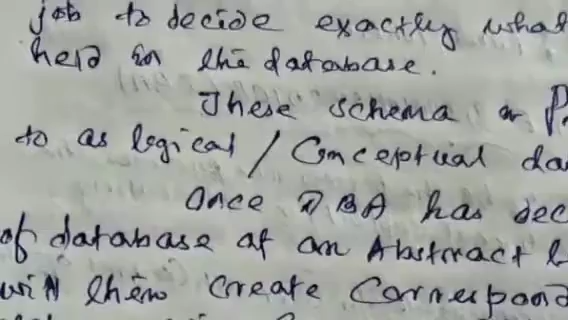 job to decide exactly what
held in the database.
These schema or
to as logical / Conceptual
Once DBA has
of database at an Abstract
will then create